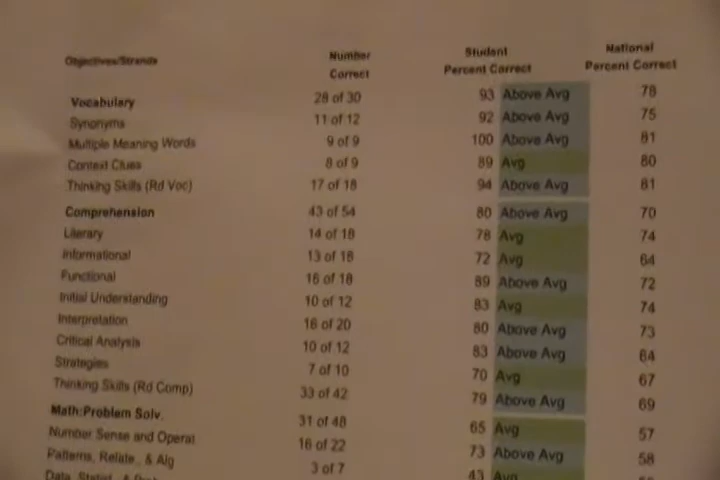 Objectives/Strands Number Correct Student Percent Correct National Percent Correct
Vocabulary 28 of 30 93 Above Avg 78
Synonyms 11 of 12 92 Above Avg 75
Multiple Meaning Words 9 of 9 100 Above Avg 81
Context Clues 8 of 9 89 Avg 80
Thinking Skills (Rd Voc) 17 of 18 94 Above Avg 81
Comprehension 43 of 54 80 Above Avg 70
Literary 14 of 18 78 Avg 74
Informational 13 of 18 72 Avg 64
Functional 16 of 18 89 Above Avg 72
Initial Understanding 10 of 12 83 Avg 74
Interpretation 16 of 20 80 Above Avg 73
Critical Analysis 10 of 12 83 Above Avg 64
Strategies 7 of 10 70 Avg 67
Thinking Skills (Rd Comp) 33 of 42 79 Above Avg 69
Math:Problem Solv. 31 of 48 65 Avg 57
Number Sense and Operat 16 of 22 73 Above Avg 58
Patterns, Relate., & Alg 3 of 7 43 Avg